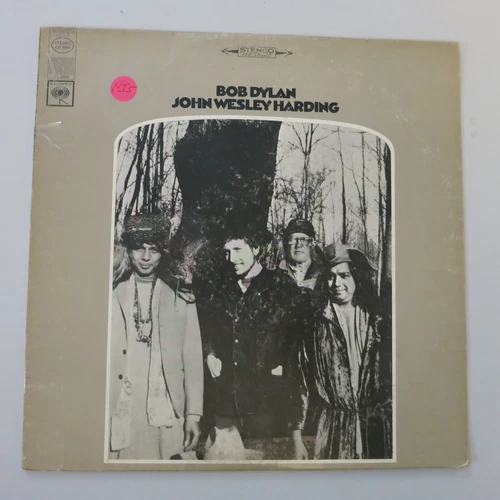 STEREO
BOB DYLAN
JOHN WESLEY HARDING